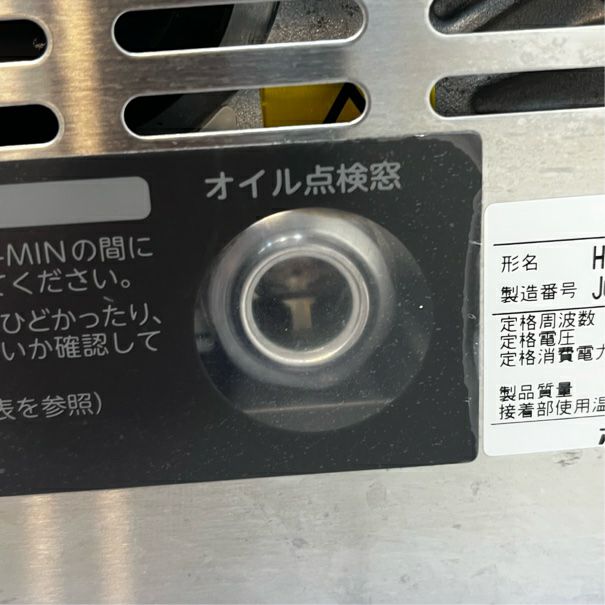 オイル点検窓
-MINの間に
てください。
ひどかったり、
いか確認して
表を参照)
形名 H
製造番号 J
定格周波数
定格電圧
定格消費電力
製品質量
接着部使用温